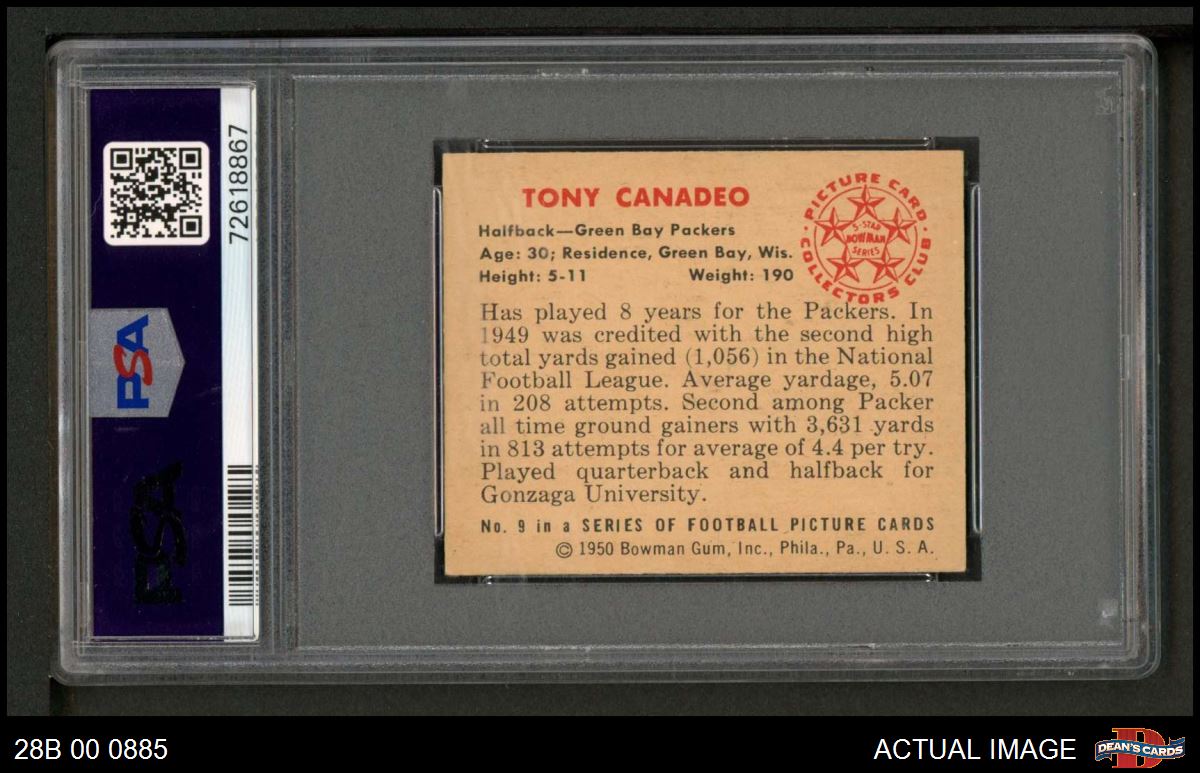 72618867
PSA
PSA
TONY CANADEO
Halfback—Green Bay Packers
Age: 30; Residence, Green Bay, Wis.
Height: 5-11 Weight: 190
PICTURE CARD
COLLECTORS CLUB
5-STAR
BOWMAN
SERIES
Has played 8 years for the Packers. In
1949 was credited with the second high
total yards gained (1,056) in the National
Football League. Average yardage, 5.07
in 208 attempts. Second among Packer
all time ground gainers with 3,631 yards
in 813 attempts for average of 4.4 per try.
Played quarterback and halfback for
Gonzaga University.
No. 9 in a SERIES OF FOOTBALL PICTURE CARDS
© 1950 Bowman Gum, Inc., Phila., Pa., U. S. A.
28B 00 0885
ACTUAL IMAGE
DEAN'S CARDS